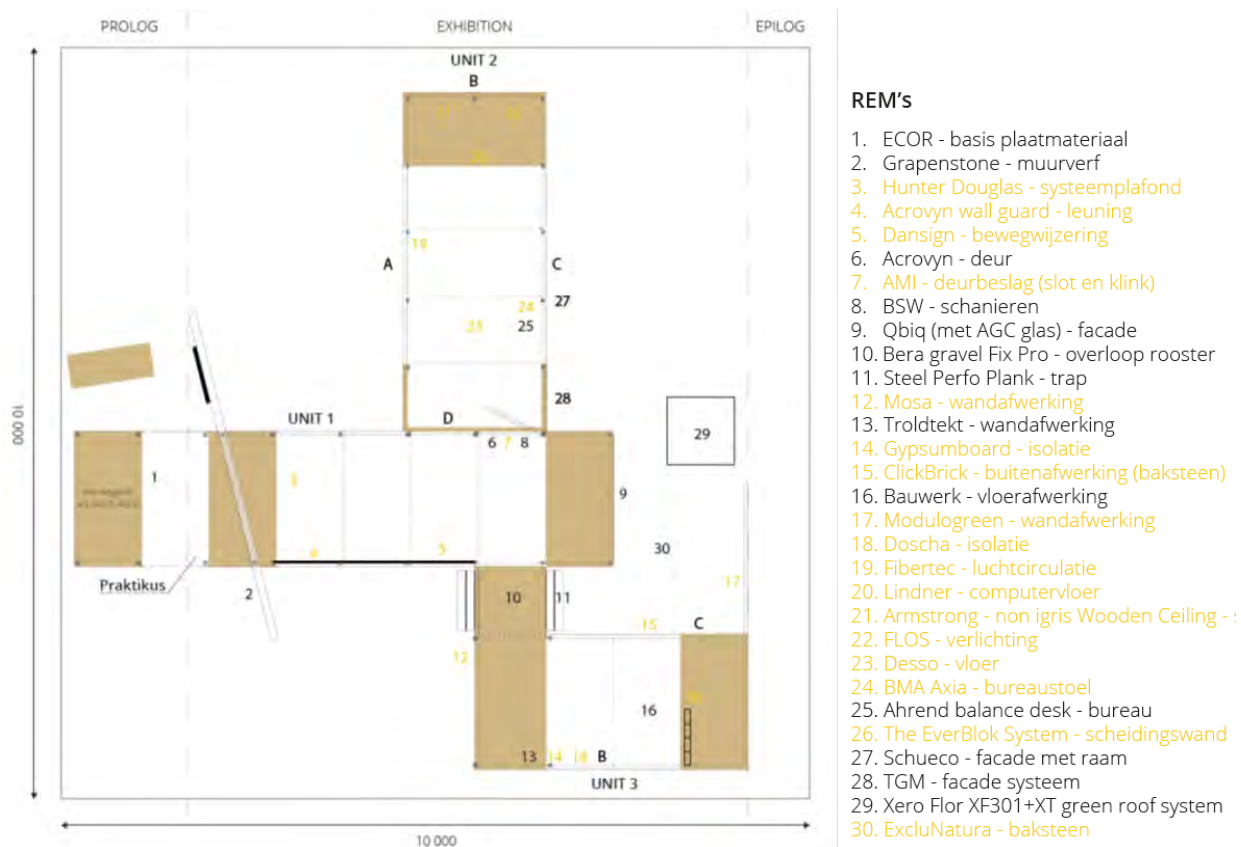 PROLOG
EXHIBITION
EPILOG
UNIT 2
B
19
A
C
27
24
23
25
28
UNIT 1
D
6 7 8
29
1
3
9
4
5
30
17
Praktikus
2
10
11
15
C
12
16
13
14
18
B
UNIT 3
10 000
10 000
REM's
1. ECOR - basis plaatmateriaal
2. Grapenstone - muurverf
3. Hunter Douglas - systeemplafond
4. Acrovyn wall guard - leuning
5. Dansign - bewegwijzering
6. Acrovyn - deur
7. AMI - deurbeslag (slot en klink)
8. BSW - schanieren
9. Qbiq (met AGC glas) - facade
10. Bera gravel Fix Pro - overloop rooster
11. Steel Perfo Plank - trap
12. Mosa - wandafwerking
13. Troldtekt - wandafwerking
14. Gypsumboard - isolatie
15. ClickBrick - buitenafwerking (baksteen)
16. Bauwerk - vloerafwerking
17. Modulogreen - wandafwerking
18. Doscha - isolatie
19. Fibertec - luchtcirculatie
20. Lindner - computervloer
21. Armstrong - non igris Wooden Ceiling - s
22. FLOS - verlichting
23. Desso - vloer
24. BMA Axia - bureaustoel
25. Ahrend balance desk - bureau
26. The EverBlok System - scheidingswand
27. Schueco - facade met raam
28. TGM - facade systeem
29. Xero Flor XF301+XT green roof system
30. ExcluNatura - baksteen